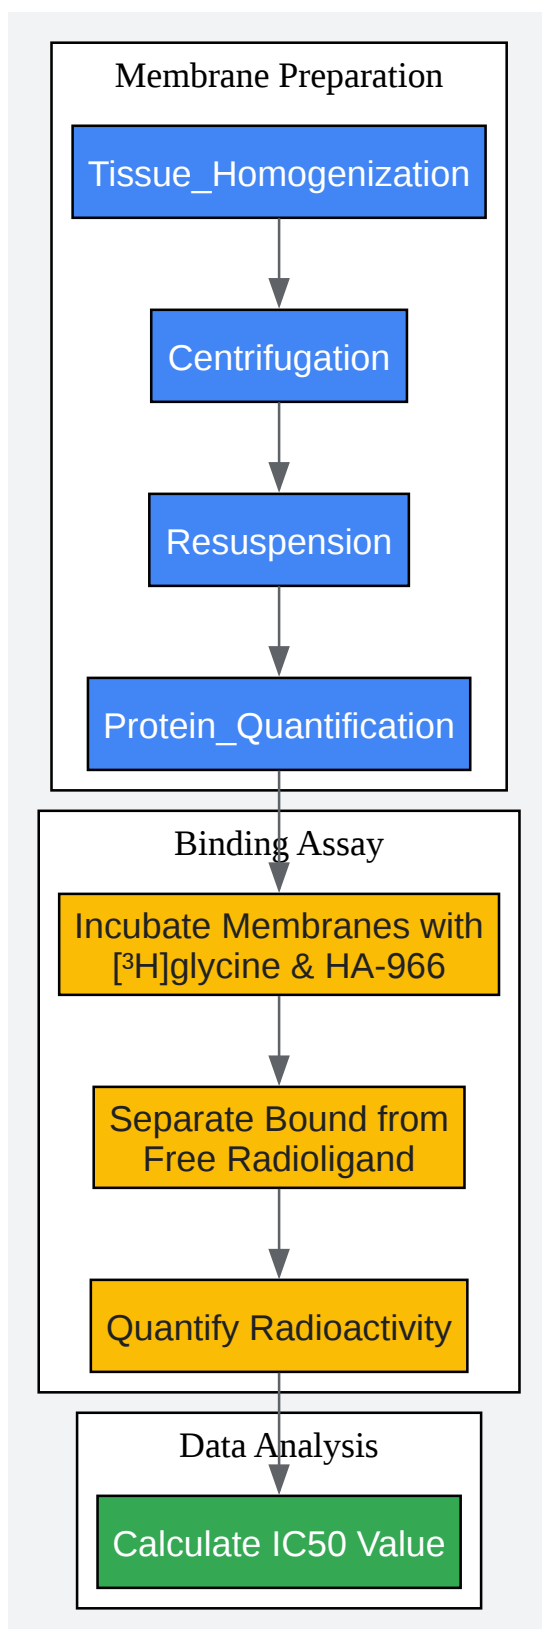 Membrane Preparation
Tissue_Homogenization
Centrifugation
Resuspension
Protein_Quantification
Binding Assay
Incubate Membranes with
[³H]glycine & HA-966
Separate Bound from
Free Radioligand
Quantify Radioactivity
Data Analysis
Calculate IC50 Value